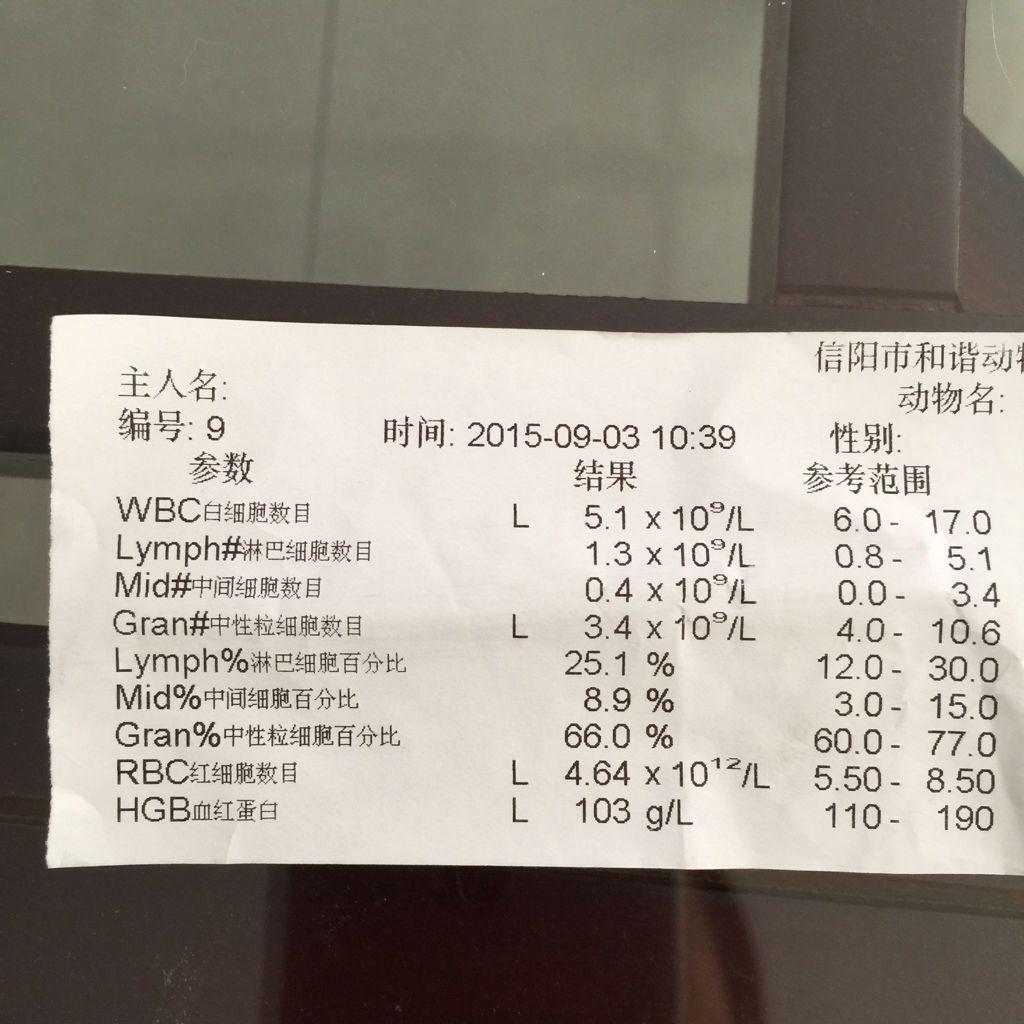 信阳市和谐动
主人名:
动物名:
编号: 9 时间: 2015-09-03 10:39 性别:
参数 结果 参考范围
WBC白细胞数目 L 5.1 x 10⁹/L 6.0 - 17.0
Lymph#淋巴细胞数目 1.3 x 10⁹/L 0.8 - 5.1
Mid#中间细胞数目 0.4 x 10⁹/L 0.0 - 3.4
Gran#中性粒细胞数目 L 3.4 x 10⁹/L 4.0 - 10.6
Lymph%淋巴细胞百分比 25.1 % 12.0 - 30.0
Mid%中间细胞百分比 8.9 % 3.0 - 15.0
Gran%中性粒细胞百分比 66.0 % 60.0 - 77.0
RBC红细胞数目 L 4.64 x 10¹²/L 5.50 - 8.50
HGB血红蛋白 L 103 g/L 110 - 190